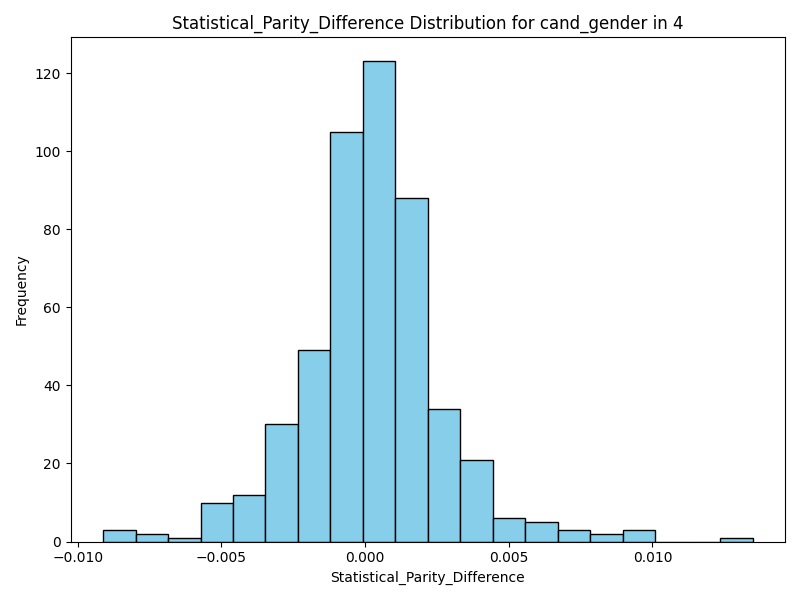 Statistical_Parity_Difference Distribution for cand_gender in 4
Frequency
120
100
80
60
40
20
0
−0.010 −0.005 0.000 0.005 0.010
Statistical_Parity_Difference